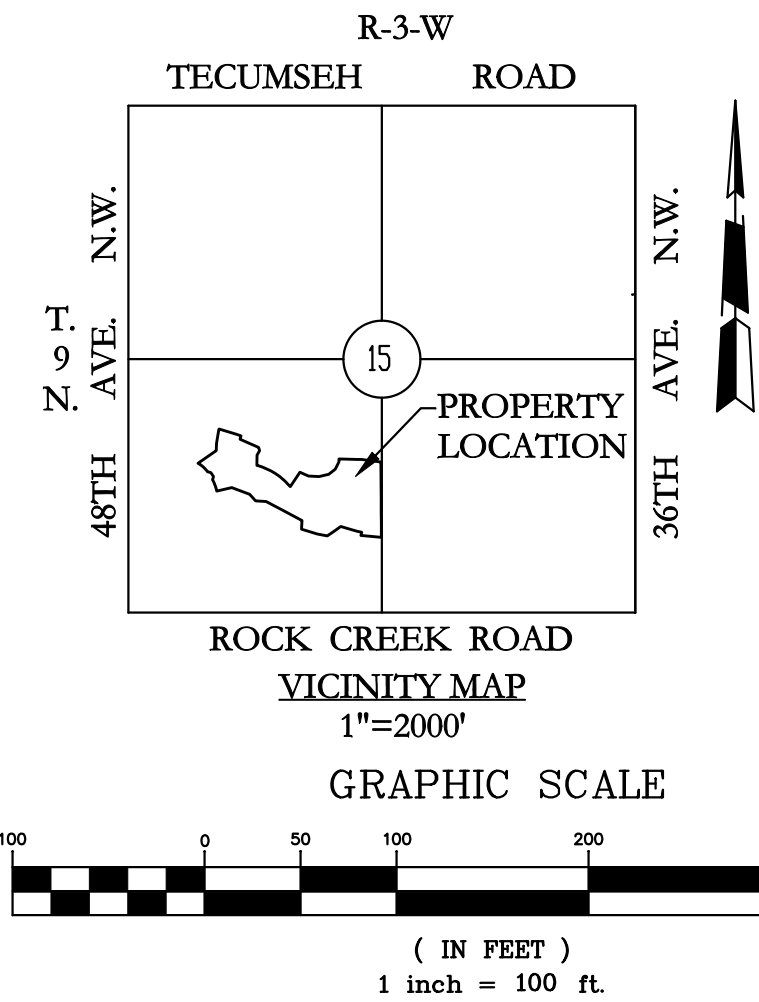 R-3-W
TECUMSEH ROAD
48TH AVE. N.W.
T.
9
N.
15
36TH AVE. N.W.
PROPERTY
LOCATION
ROCK CREEK ROAD
VICINITY MAP
1"=2000'
GRAPHIC SCALE
100 0 50 100 200
( IN FEET )
1 inch = 100 ft.